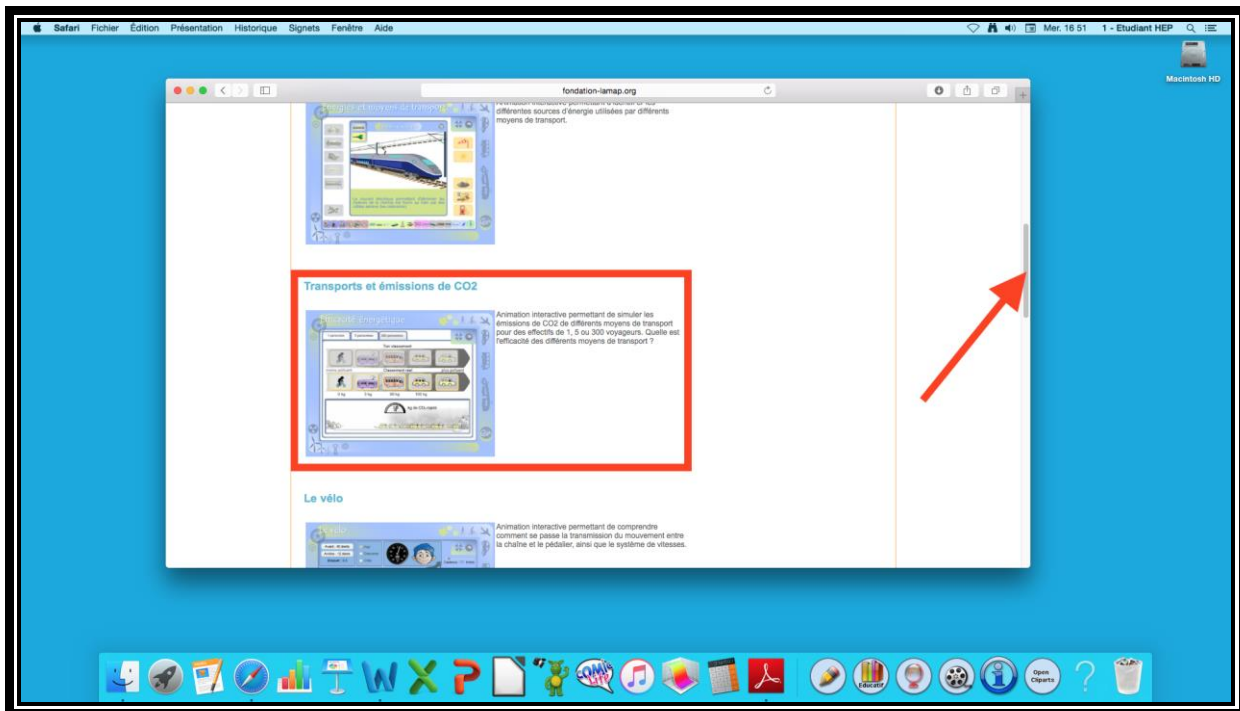 Safari Fichier Édition Présentation Historique Signets Fenêtre Aide
Mer. 16 51 1 - Etudiant HEP
Macintosh HD
fondation-lamap.org
différentes sources d'énergie utilisées par différents
moyens de transport.
Transports et émissions de CO2
Animation interactive permettant de simuler les
émissions de CO2 de différents moyens de transport
pour des effectifs de 1, 5 ou 300 voyageurs. Quelle est
l'efficacité des différents moyens de transport ?
Le vélo
Animation interactive permettant de comprendre
comment se passe la transmission du mouvement entre
la chaîne et le pédalier, ainsi que le système de vitesses.
COMIC LIFE
Educatif
Open
Cliparts